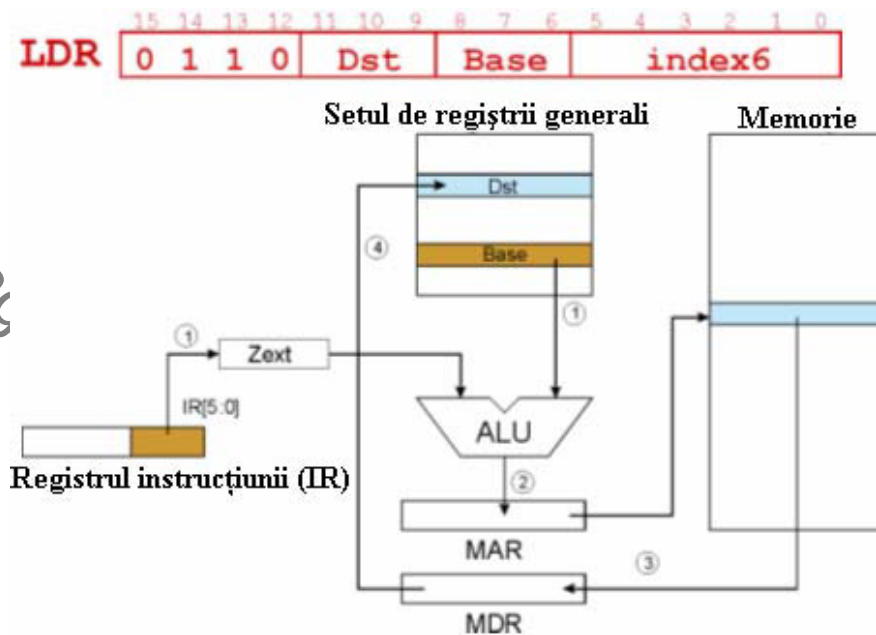 15 14 13 12 11 10 9 8 7 6 5 4 3 2 1 0
LDR 0 1 1 0 Dst Base index6
Setul de regiştrii generali
Memorie
Dst
4
Base
1
1
Zext
IR[5:0]
ALU
Registrul instrucțiunii (IR)
2
MAR
3
MDR